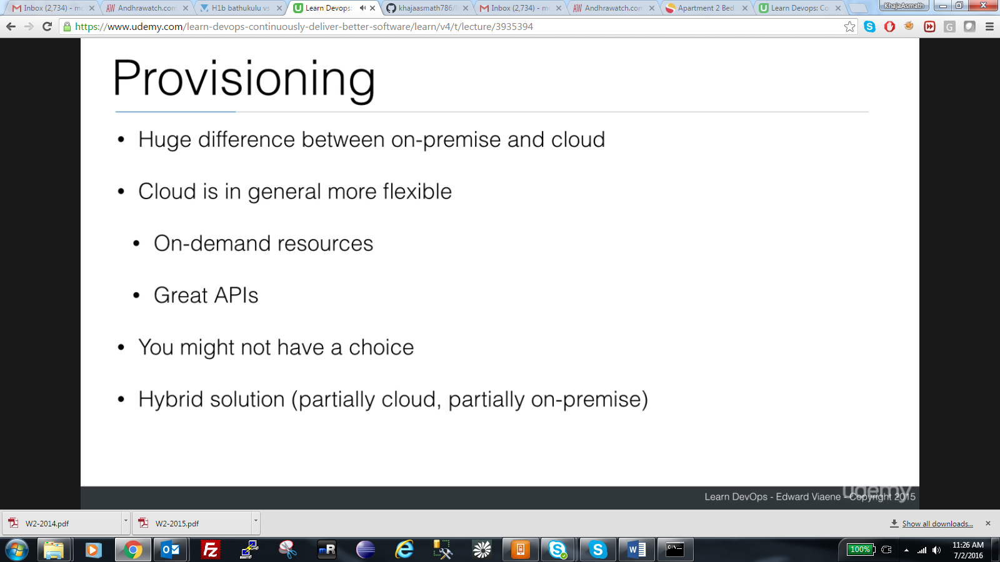 Inbox (2,734) - mo
Andhrawatch.com
H1b bathukulu vs
Learn Devops:
khajaasmath786/
Inbox (2,734) - mo
Andhrawatch.com
Apartment 2 Bed
Learn Devops: Co
KhajaAsmath
https://www.udemy.com/learn-devops-continuously-deliver-better-software/learn/v4/t/lecture/3935394
Provisioning
• Huge difference between on-premise and cloud
• Cloud is in general more flexible
• On-demand resources
• Great APIs
• You might not have a choice
• Hybrid solution (partially cloud, partially on-premise)
udemy
Learn DevOps - Edward Viaene - Copyright 2015
W2-2014.pdf
W2-2015.pdf
Show all downloads...
100%
11:26 AM
7/2/2016